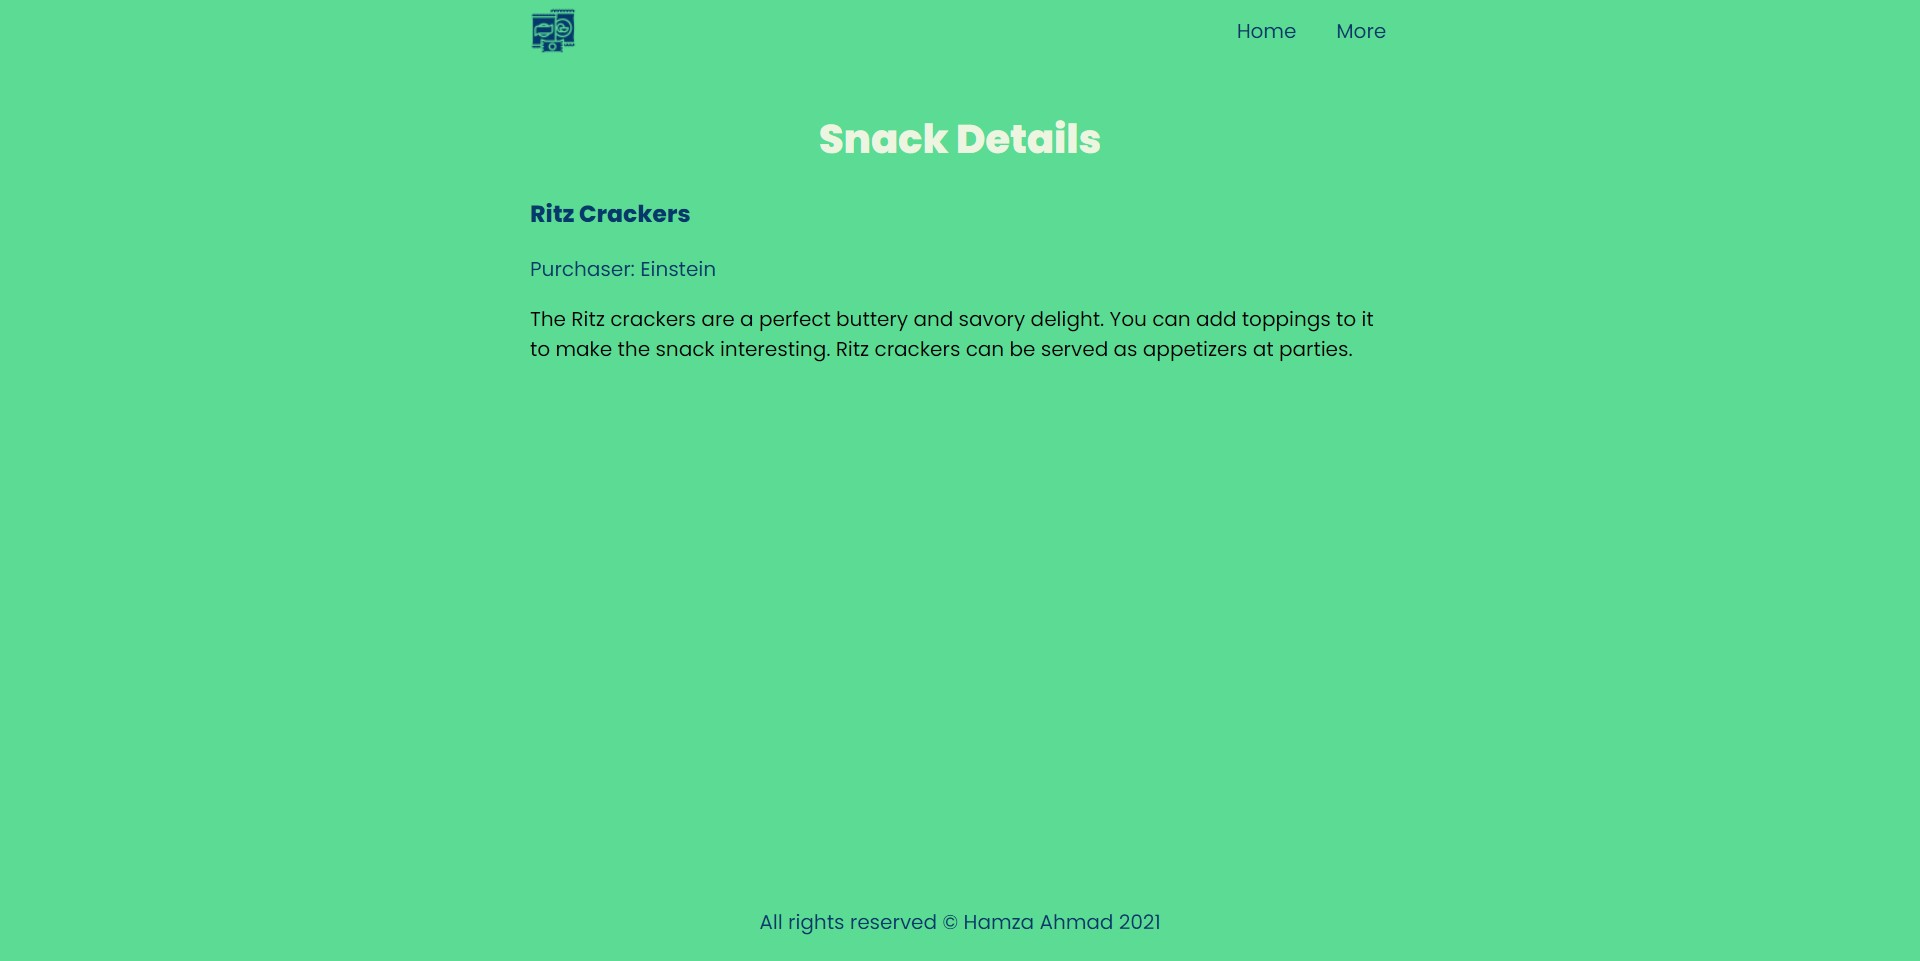 Home More
Snack Details
Ritz Crackers
Purchaser: Einstein
The Ritz crackers are a perfect buttery and savory delight. You can add toppings to it
to make the snack interesting. Ritz crackers can be served as appetizers at parties.
All rights reserved © Hamza Ahmad 2021